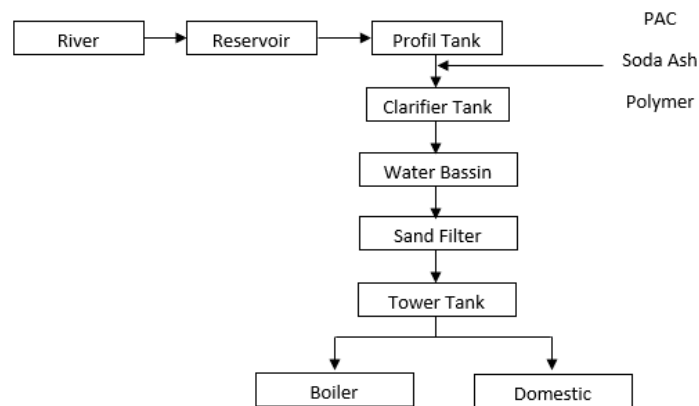 River
Reservoir
Profil Tank
PAC
Soda Ash
Polymer
Clarifier Tank
Water Bassin
Sand Filter
Tower Tank
Boiler
Domestic